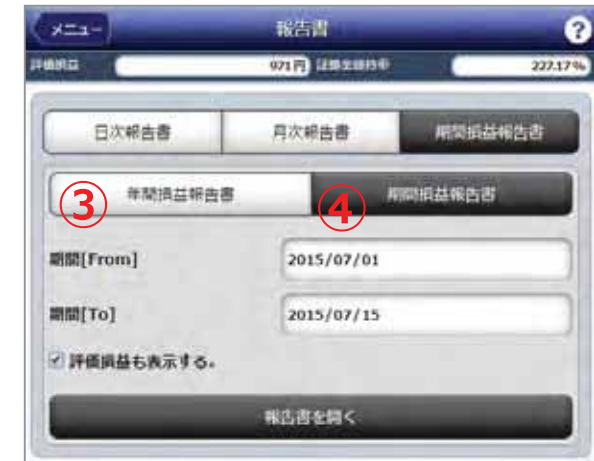 メニュー 報告書 ?
評価損益 971円 証拠金維持率 227.17%
日次報告書 月次報告書 期間損益報告書
③ 年間損益報告書 ④ 期間損益報告書
期間[From] 2015/07/01
期間[To] 2015/07/15
評価損益も表示する。
報告書を開く